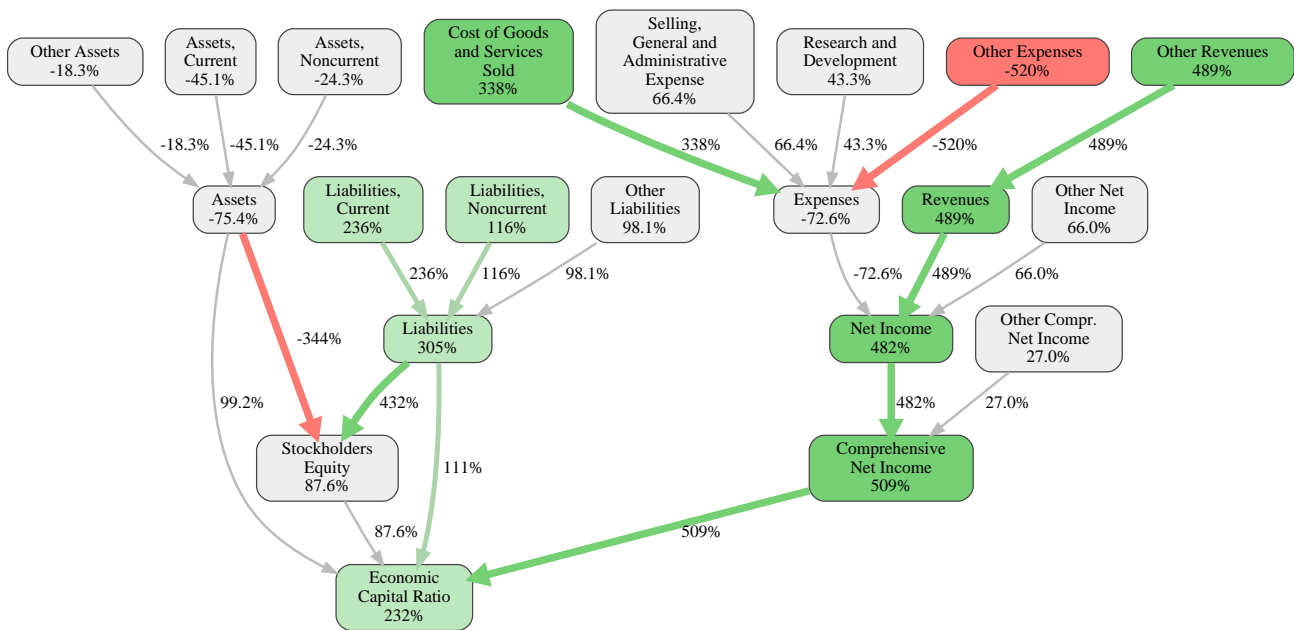 Other Assets
-18.3%
Assets,
Current
-45.1%
Assets,
Noncurrent
-24.3%
Cost of Goods
and Services
Sold
338%
Selling,
General and
Administrative
Expense
66.4%
Research and
Development
43.3%
Other Expenses
-520%
Other Revenues
489%
-18.3%
-45.1%
-24.3%
338%
66.4%
43.3%
-520%
489%
Assets
-75.4%
Liabilities,
Current
236%
Liabilities,
Noncurrent
116%
Other
Liabilities
98.1%
Expenses
-72.6%
Revenues
489%
Other Net
Income
66.0%
236%
116%
98.1%
-72.6%
489%
66.0%
-344%
Liabilities
305%
Net Income
482%
Other Compr.
Net Income
27.0%
99.2%
432%
482%
27.0%
Stockholders
Equity
87.6%
111%
Comprehensive
Net Income
509%
87.6%
509%
Economic
Capital Ratio
232%